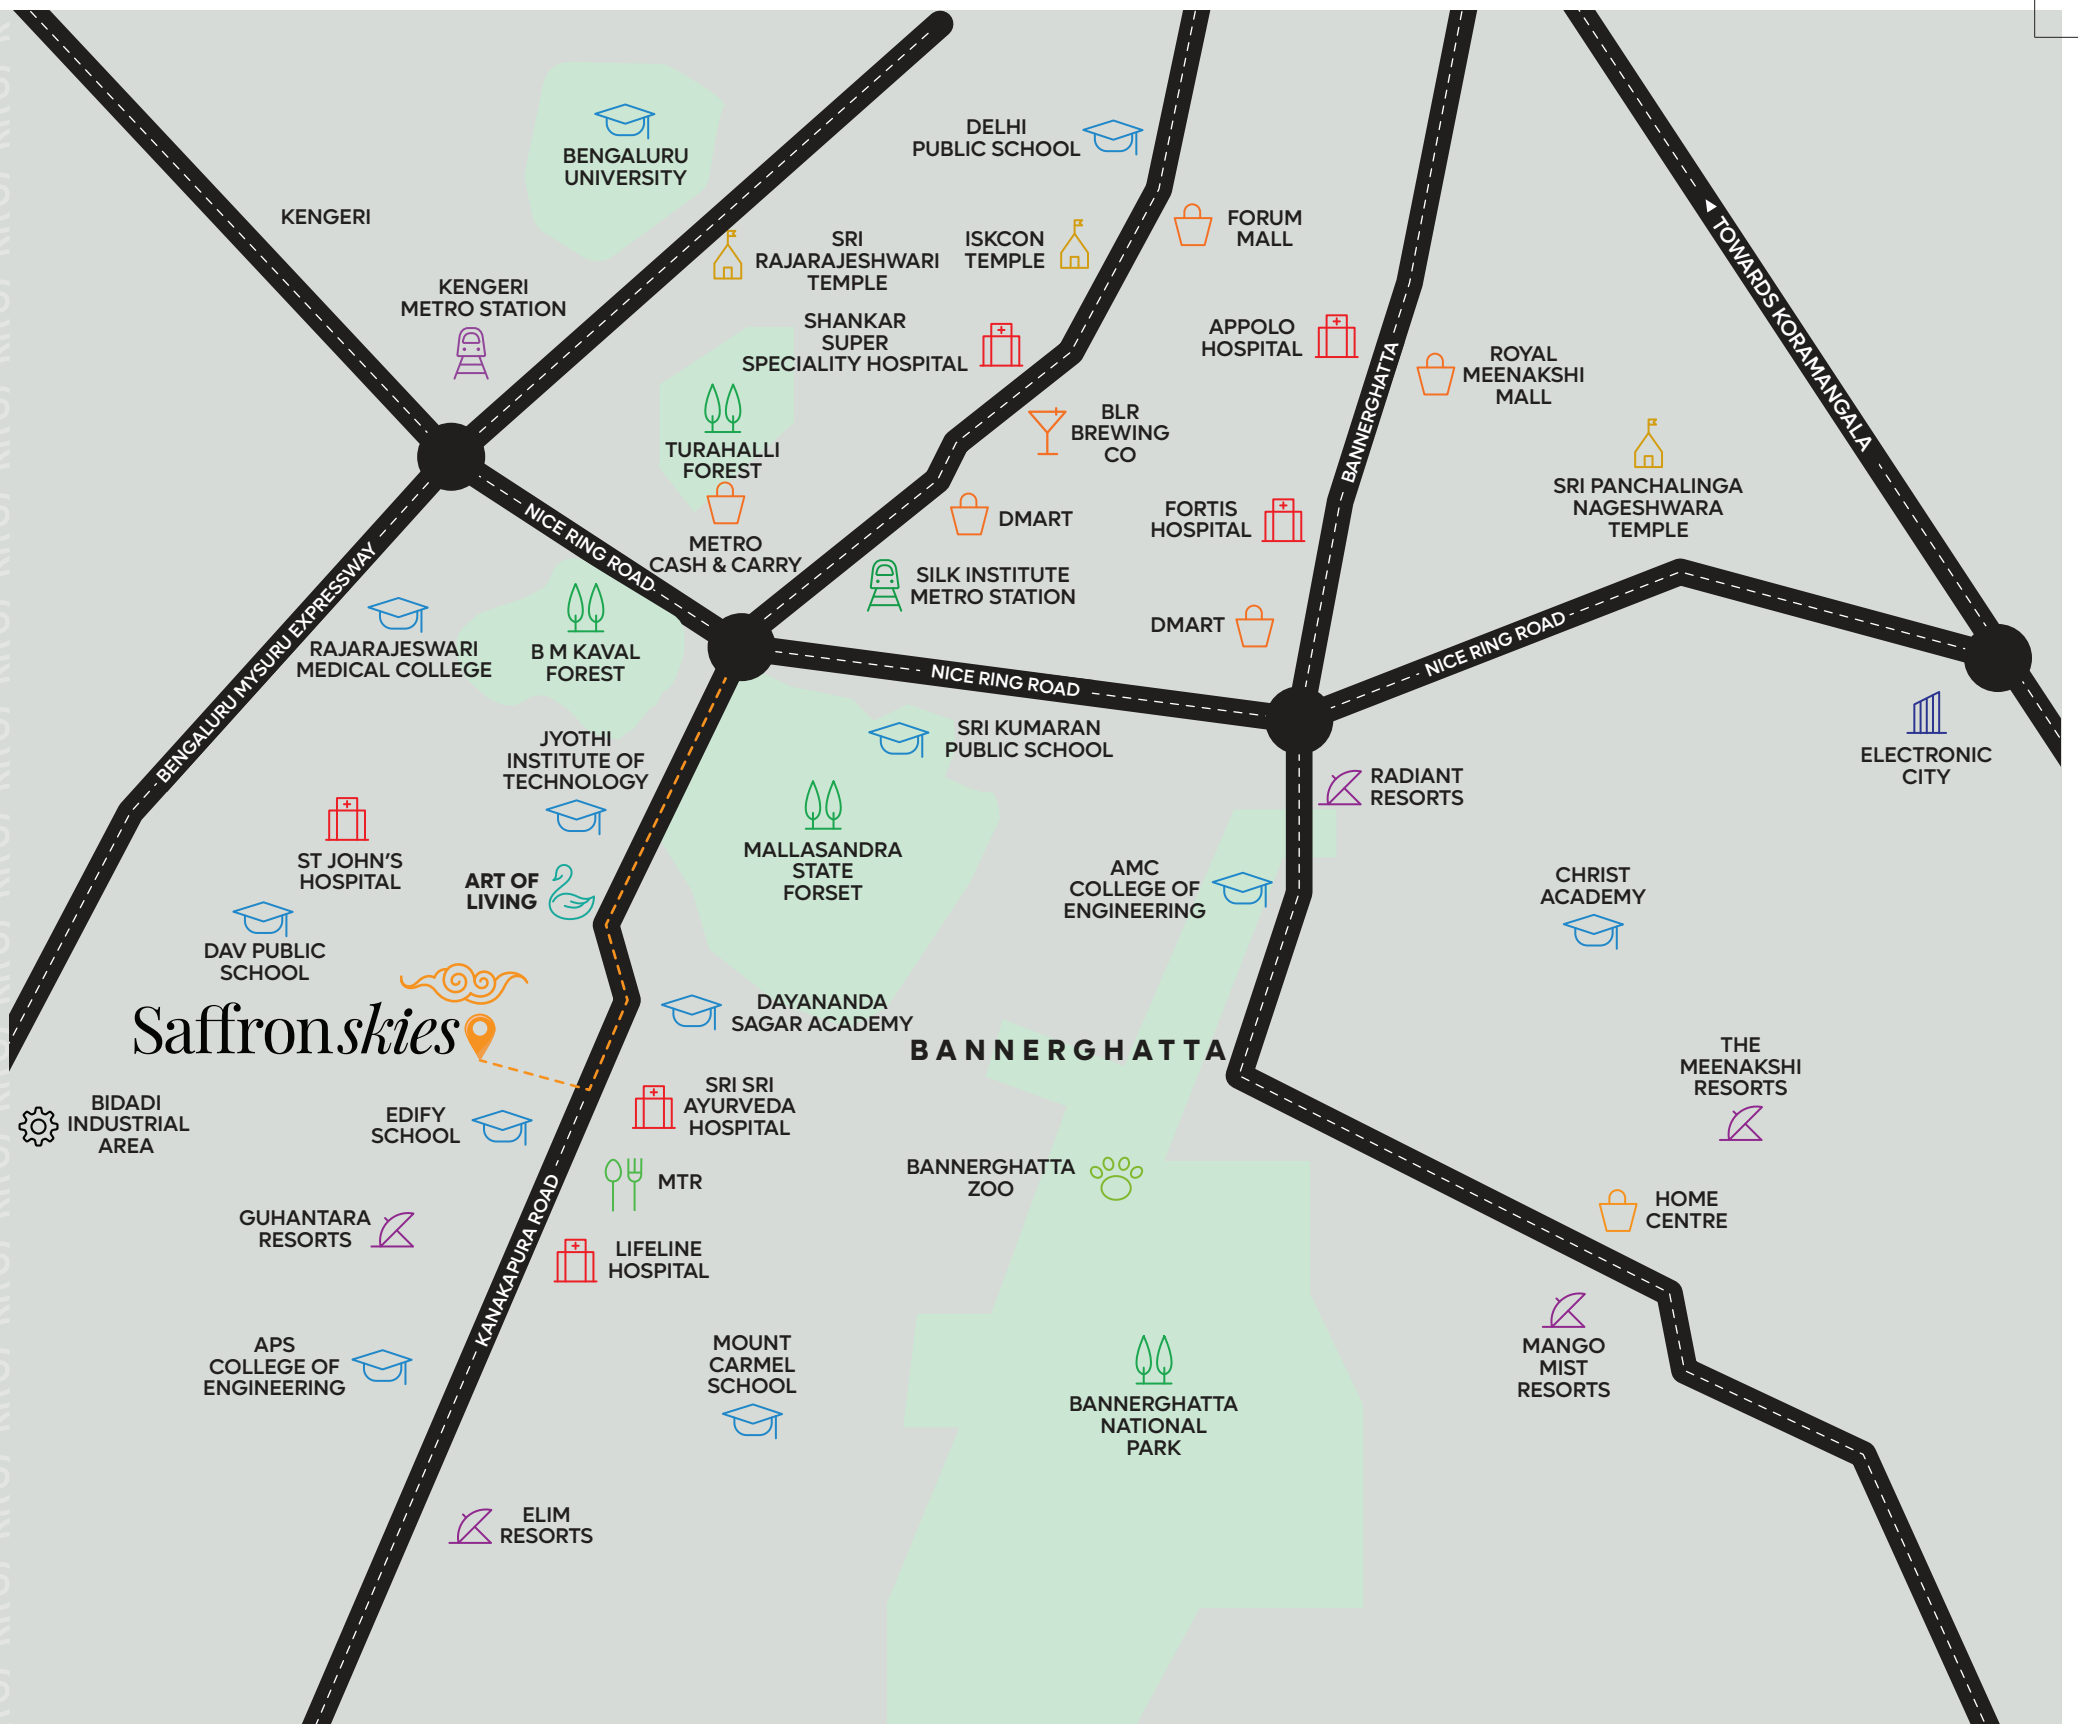 BENGALURU
UNIVERSITY
DELHI
PUBLIC SCHOOL
KENGERI
FORUM
MALL
SRI
RAJARAJESHWARI
TEMPLE
ISKCON
TEMPLE
TOWARDS KORAMANGALA
KENGERI
METRO STATION
SHANKAR
SUPER
SPECIALITY HOSPITAL
APPOLO
HOSPITAL
BANNERGHATTA
ROYAL
MEENAKSHI
MALL
BLR
BREWING
CO
TURAHALLI
FOREST
SRI PANCHALINGA
NAGESHWARA
TEMPLE
NICE RING ROAD
DMART
FORTIS
HOSPITAL
METRO
CASH & CARRY
SILK INSTITUTE
METRO STATION
DMART
BENGALURU MYSURU EXPRESSWAY
RAJARAJESWARI
MEDICAL COLLEGE
B M KAVAL
FOREST
NICE RING ROAD
NICE RING ROAD
SRI KUMARAN
PUBLIC SCHOOL
JYOTHI
INSTITUTE OF
TECHNOLOGY
ELECTRONIC
CITY
RADIANT
RESORTS
MALLASANDRA
STATE
FORSET
ST JOHN'S
HOSPITAL
ART OF
LIVING
AMC
COLLEGE OF
ENGINEERING
CHRIST
ACADEMY
DAV PUBLIC
SCHOOL
Saffron skies
DAYANANDA
SAGAR ACADEMY
BANNERGHATTA
THE
MEENAKSHI
RESORTS
BIDADI
INDUSTRIAL
AREA
EDIFY
SCHOOL
SRI SRI
AYURVEDA
HOSPITAL
MTR
BANNERGHATTA
ZOO
HOME
CENTRE
GUHANTARA
RESORTS
KANAKAPURA ROAD
LIFELINE
HOSPITAL
APS
COLLEGE OF
ENGINEERING
MOUNT
CARMEL
SCHOOL
MANGO
MIST
RESORTS
BANNERGHATTA
NATIONAL
PARK
ELIM
RESORTS